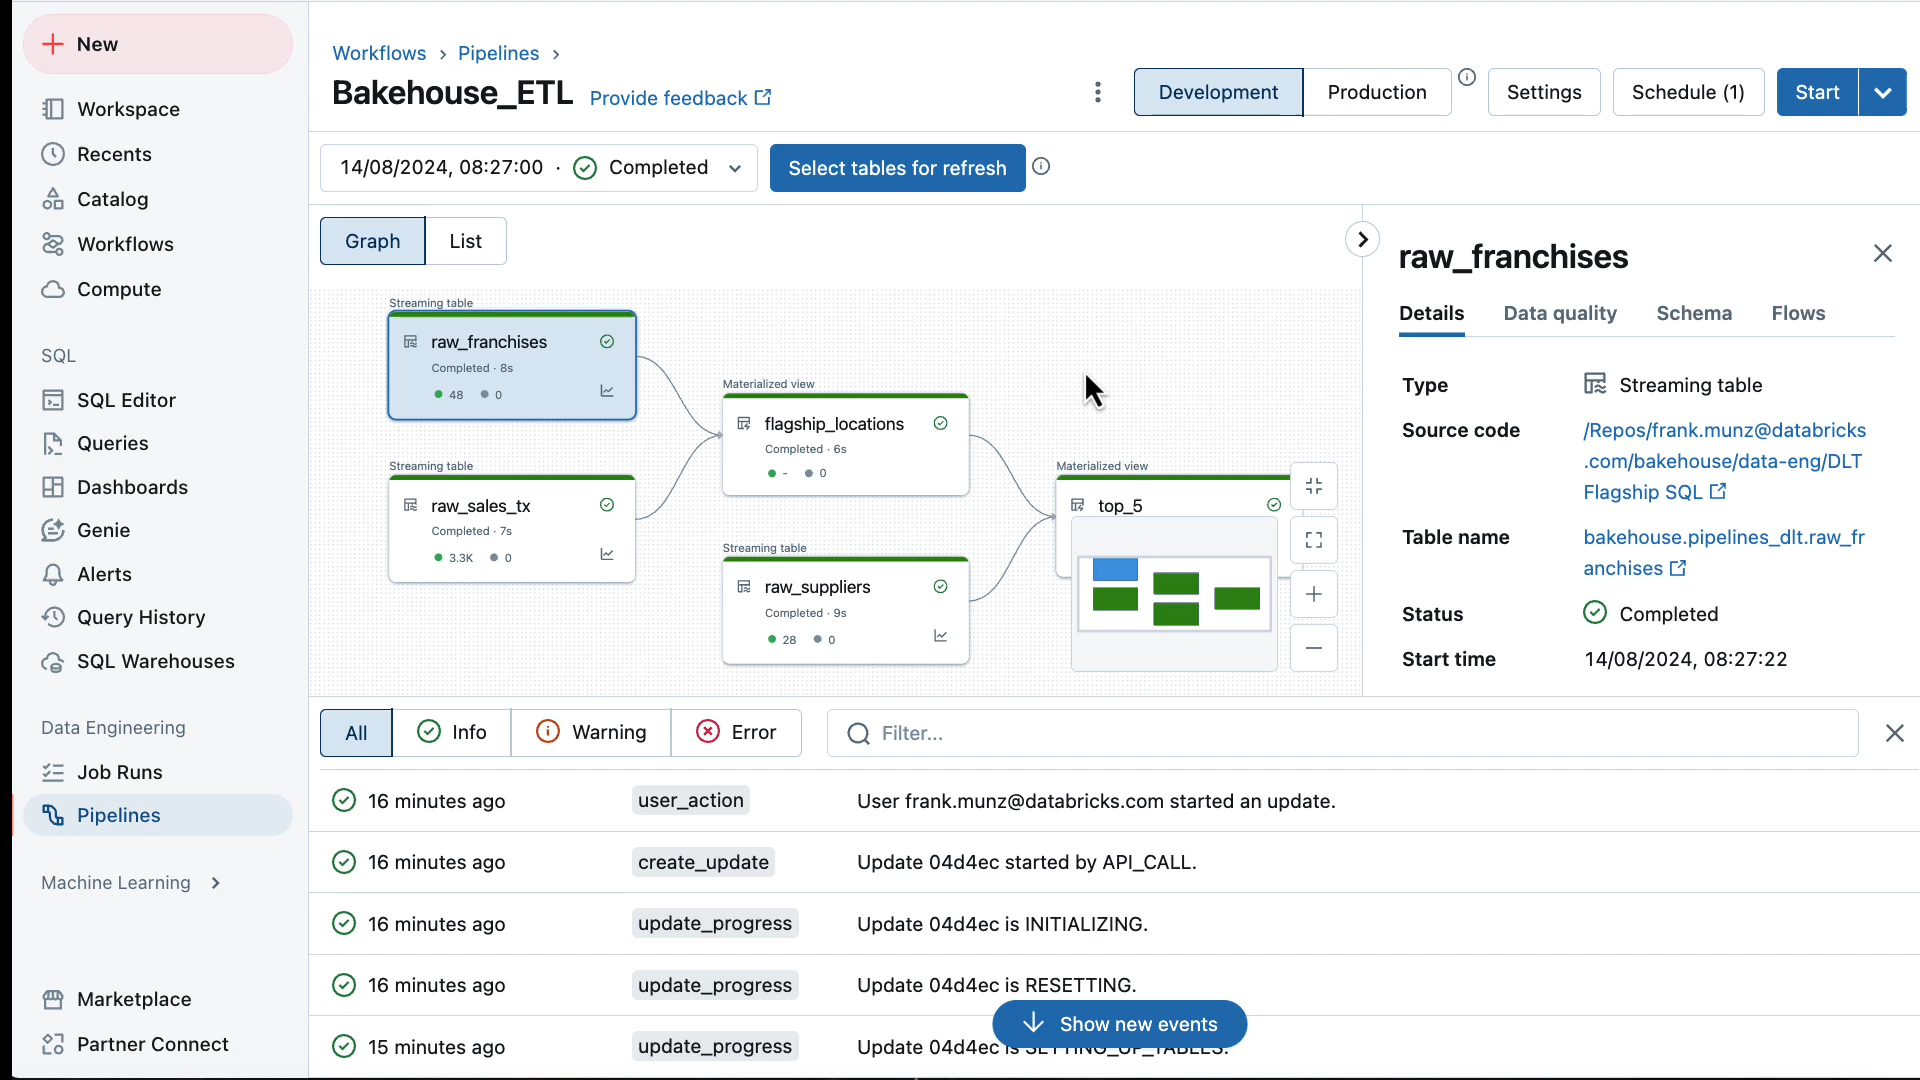 New
Workspace
Recents
Catalog
Workflows
Compute
SQL
SQL Editor
Queries
Dashboards
Genie
Alerts
Query History
SQL Warehouses
Data Engineering
Job Runs
Pipelines
Machine Learning
Marketplace
Partner Connect
Workflows › Pipelines ›
Bakehouse_ETL Provide feedback
Development Production Settings Schedule (1) Start
14/08/2024, 08:27:00 · Completed Select tables for refresh
Graph List
Streaming table
raw_franchises
Completed · 8s
48 0
Streaming table
raw_sales_tx
Completed · 7s
3.3K 0
Materialized view
flagship_locations
Completed · 6s
- 0
Streaming table
raw_suppliers
Completed · 9s
28 0
Materialized view
top_5
raw_franchises
Details Data quality Schema Flows
Type Streaming table
Source code /Repos/frank.munz@databricks
.com/bakehouse/data-eng/DLT
Flagship SQL
Table name bakehouse.pipelines_dlt.raw_fr
anchises
Status Completed
Start time 14/08/2024, 08:27:22
All Info Warning Error Filter...
16 minutes ago user_action User frank.munz@databricks.com started an update.
16 minutes ago create_update Update 04d4ec started by API_CALL.
16 minutes ago update_progress Update 04d4ec is INITIALIZING.
16 minutes ago update_progress Update 04d4ec is RESETTING.
Show new events
15 minutes ago update_progress Update 04d4ec is SETTING_UP_TABLES.